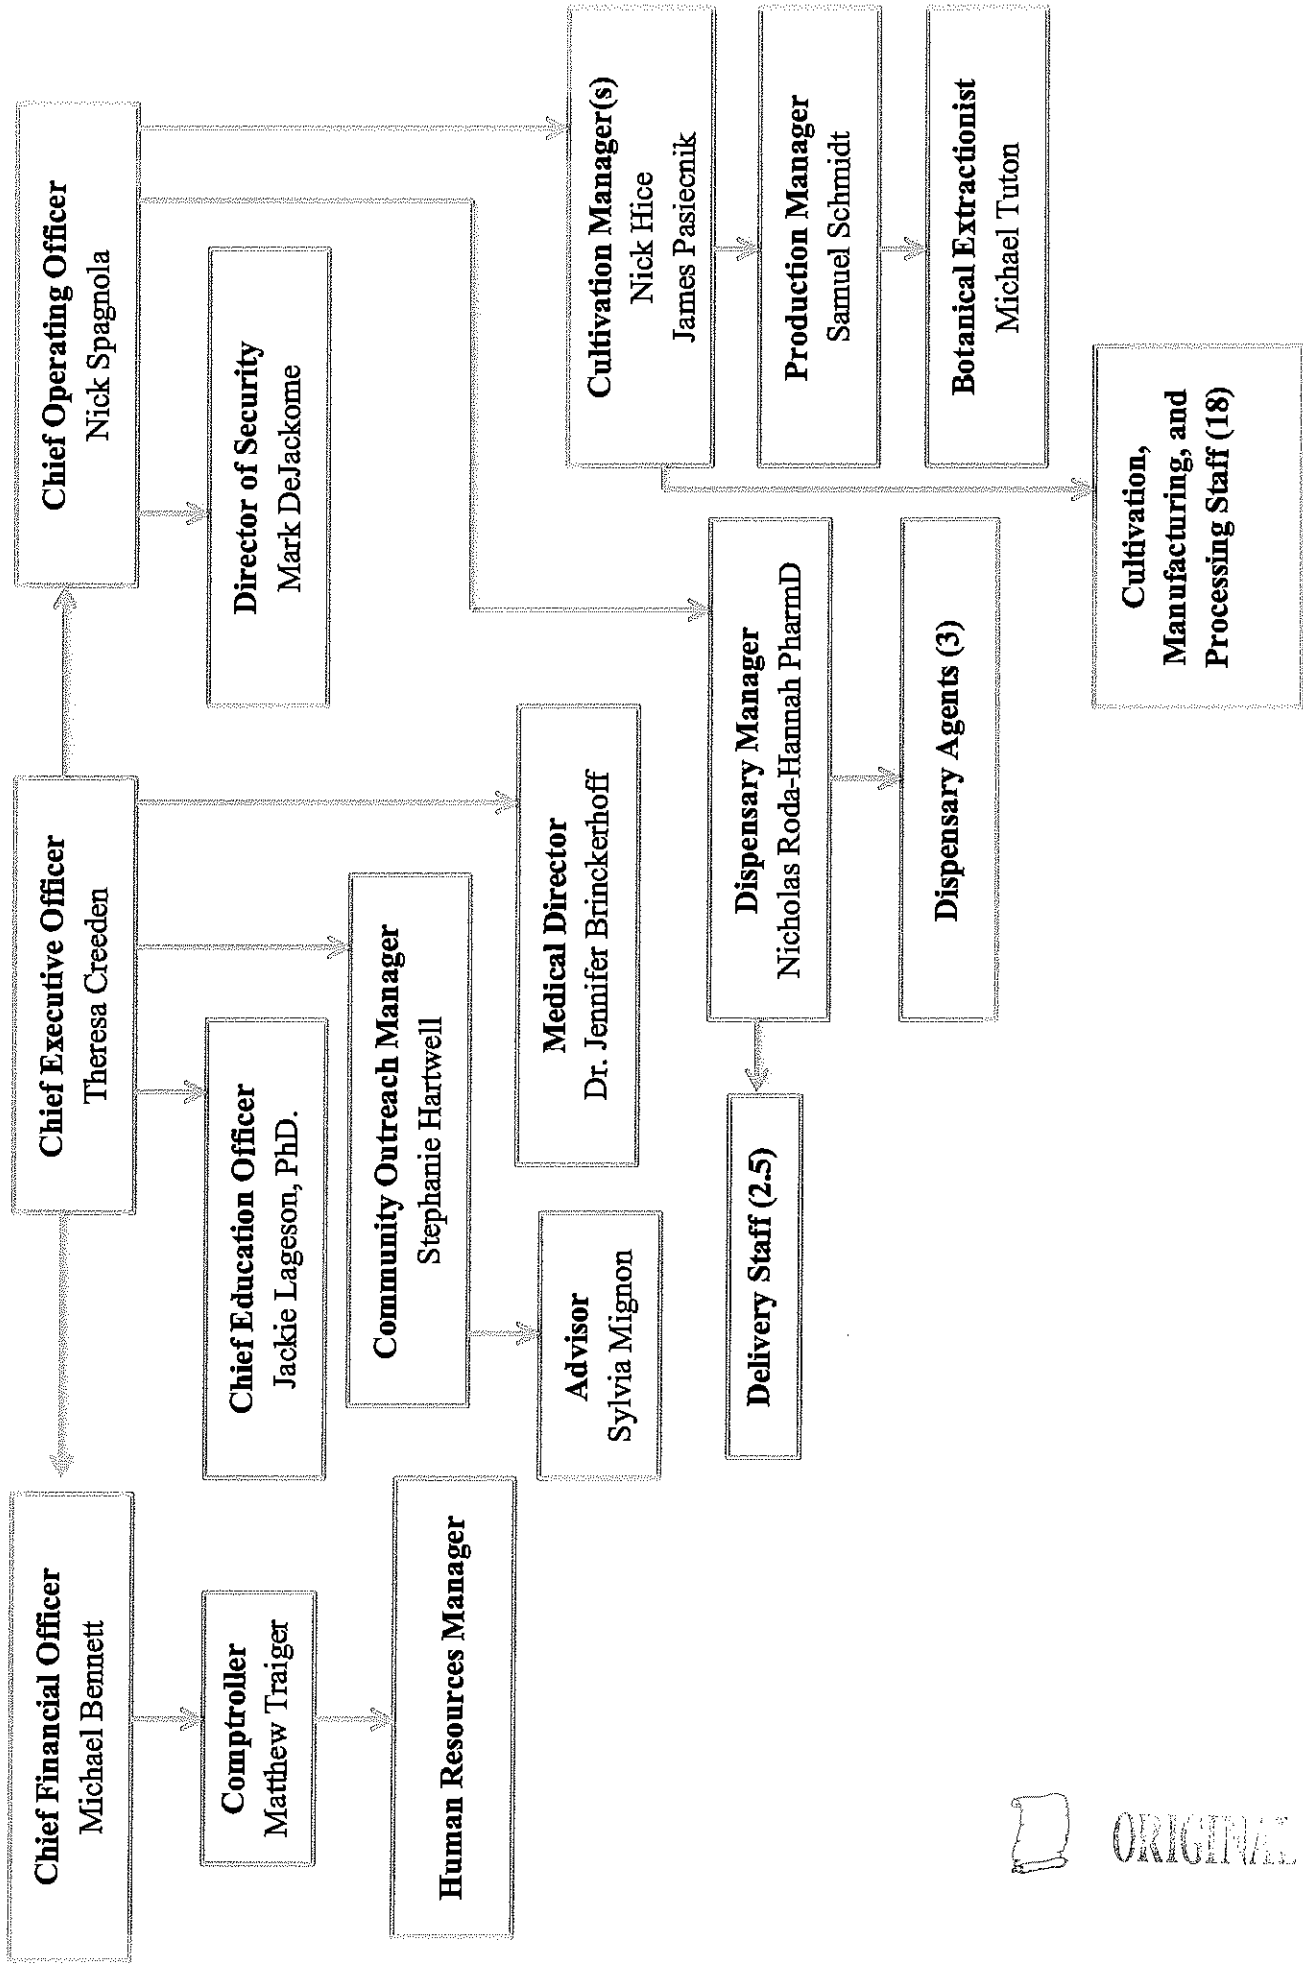 Chief Financial Officer
Michael Bennett
Chief Executive Officer
Theresa Creeden
Chief Operating Officer
Nick Spagnola
Comptroller
Matthew Traiger
Chief Education Officer
Jackie Lageson, PhD.
Director of Security
Mark DeJackome
Human Resources Manager
Community Outreach Manager
Stephanie Hartwell
Advisor
Sylvia Mignon
Medical Director
Dr. Jennifer Brinckerhoff
Cultivation Manager(s)
Nick Hice
James Pasiecnik
Delivery Staff (2.5)
Dispensary Manager
Nicholas Roda-Hannah PharmD
Production Manager
Samuel Schmidt
Dispensary Agents (3)
Botanical Extractionist
Michael Tuton
Cultivation,
Manufacturing, and
Processing Staff (18)
ORIGINAL